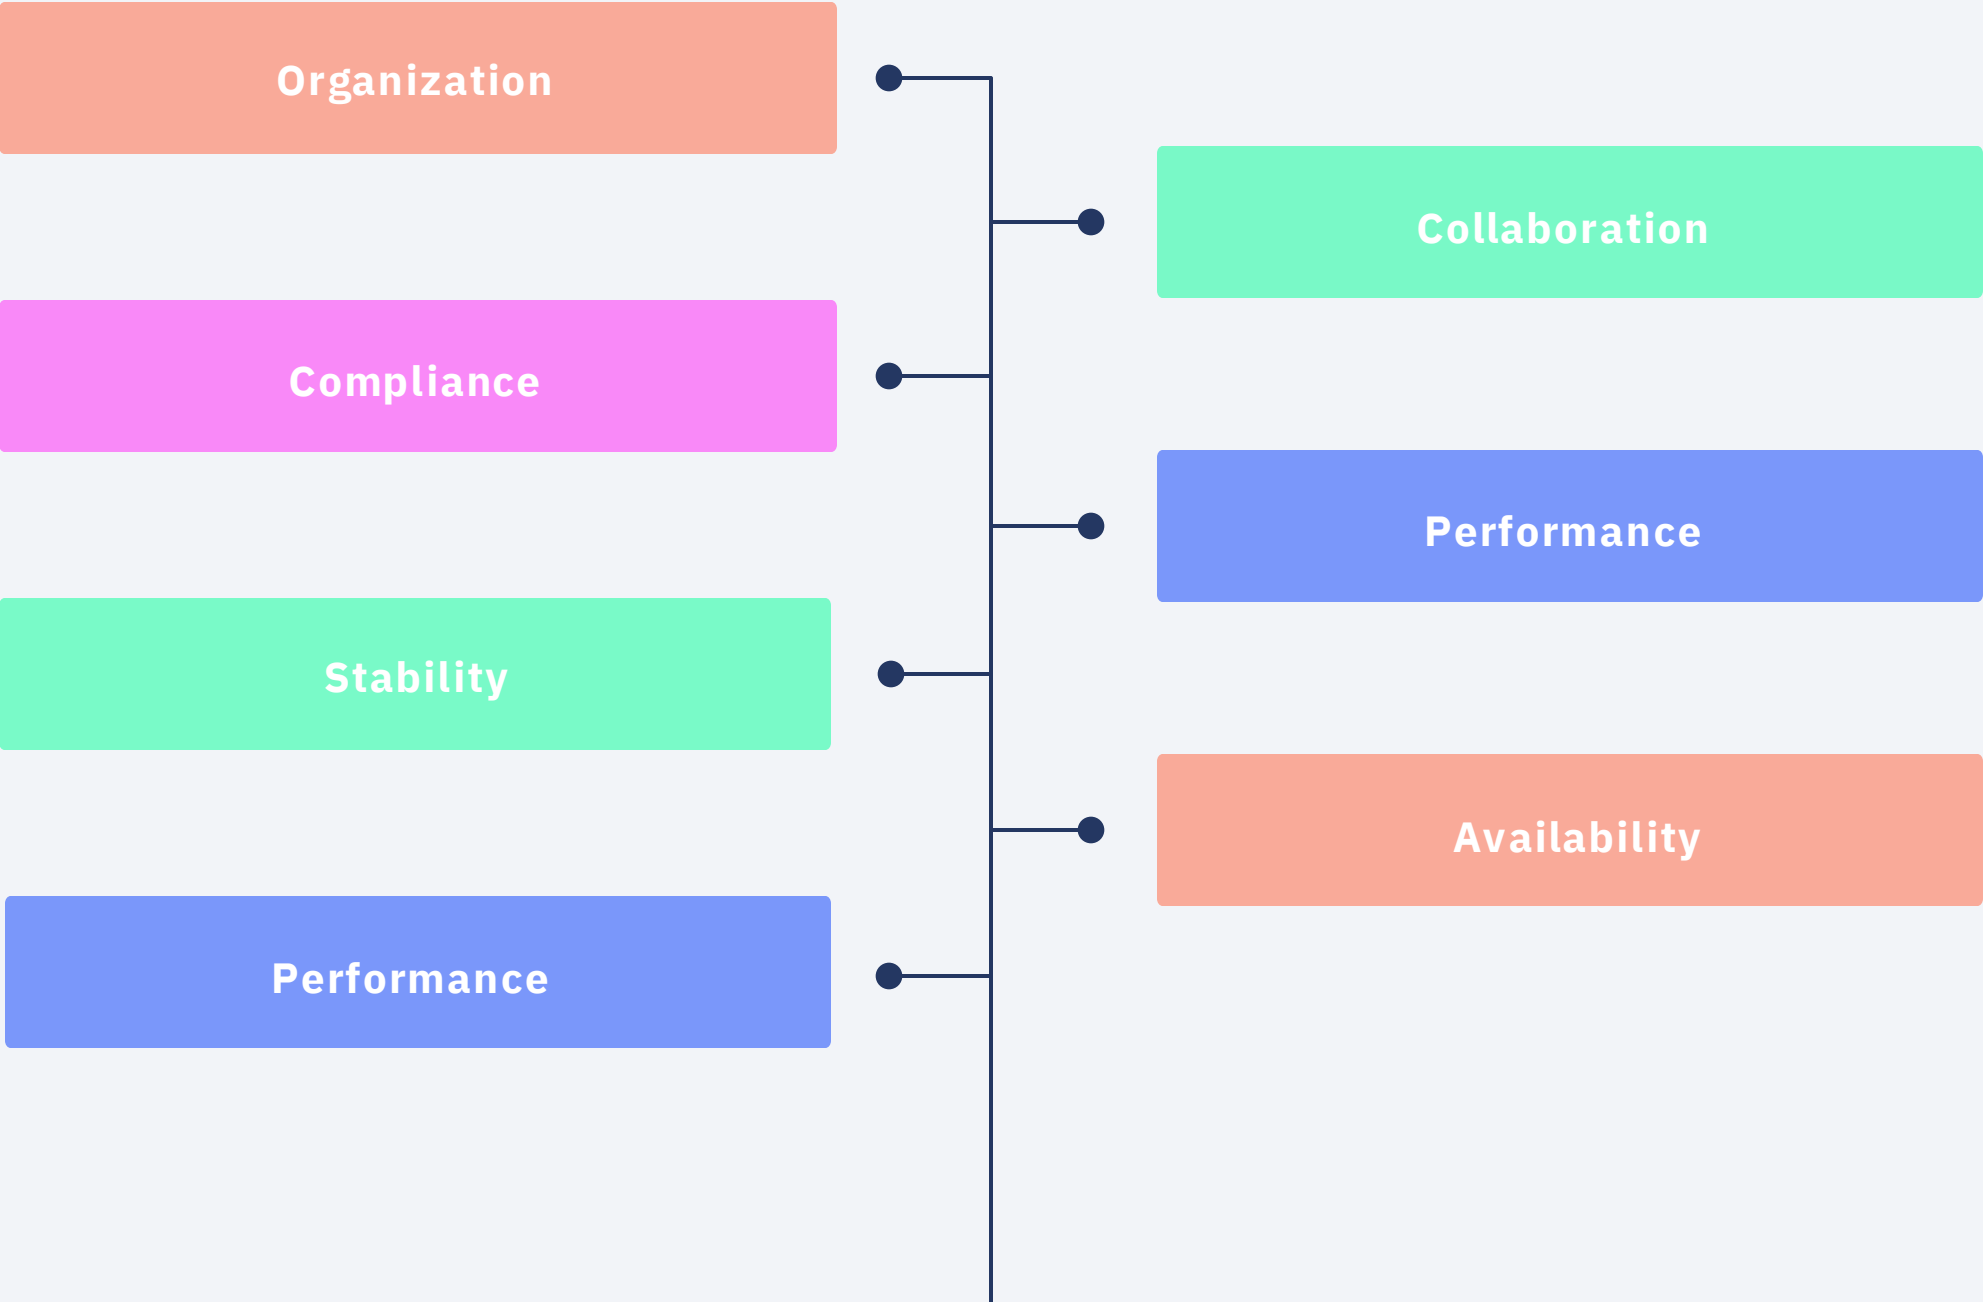 Organization
Collaboration
Compliance
Performance
Stability
Availability
Performance